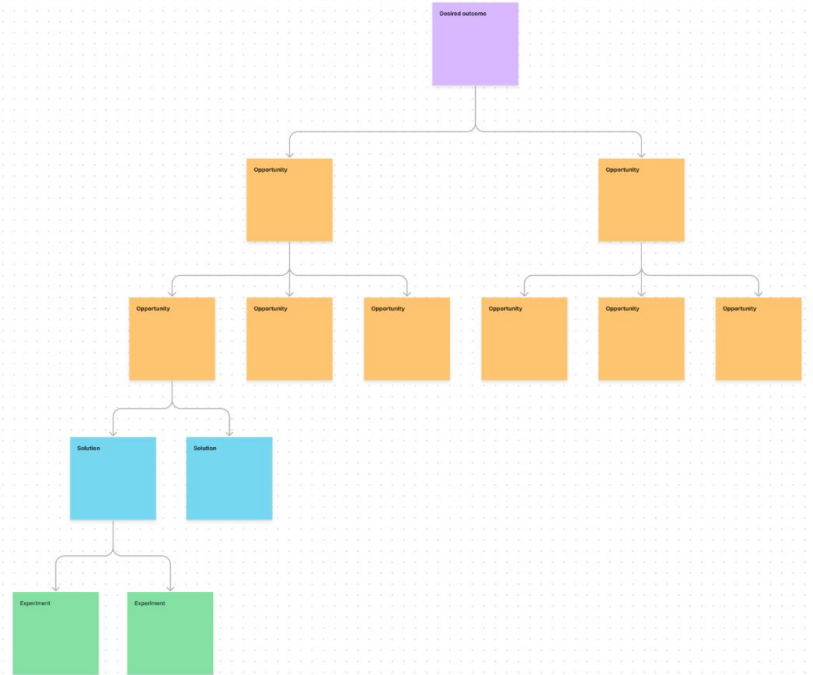 Desired outcome
Opportunity
Opportunity
Opportunity
Opportunity
Opportunity
Opportunity
Opportunity
Opportunity
Solution
Solution
Experiment
Experiment